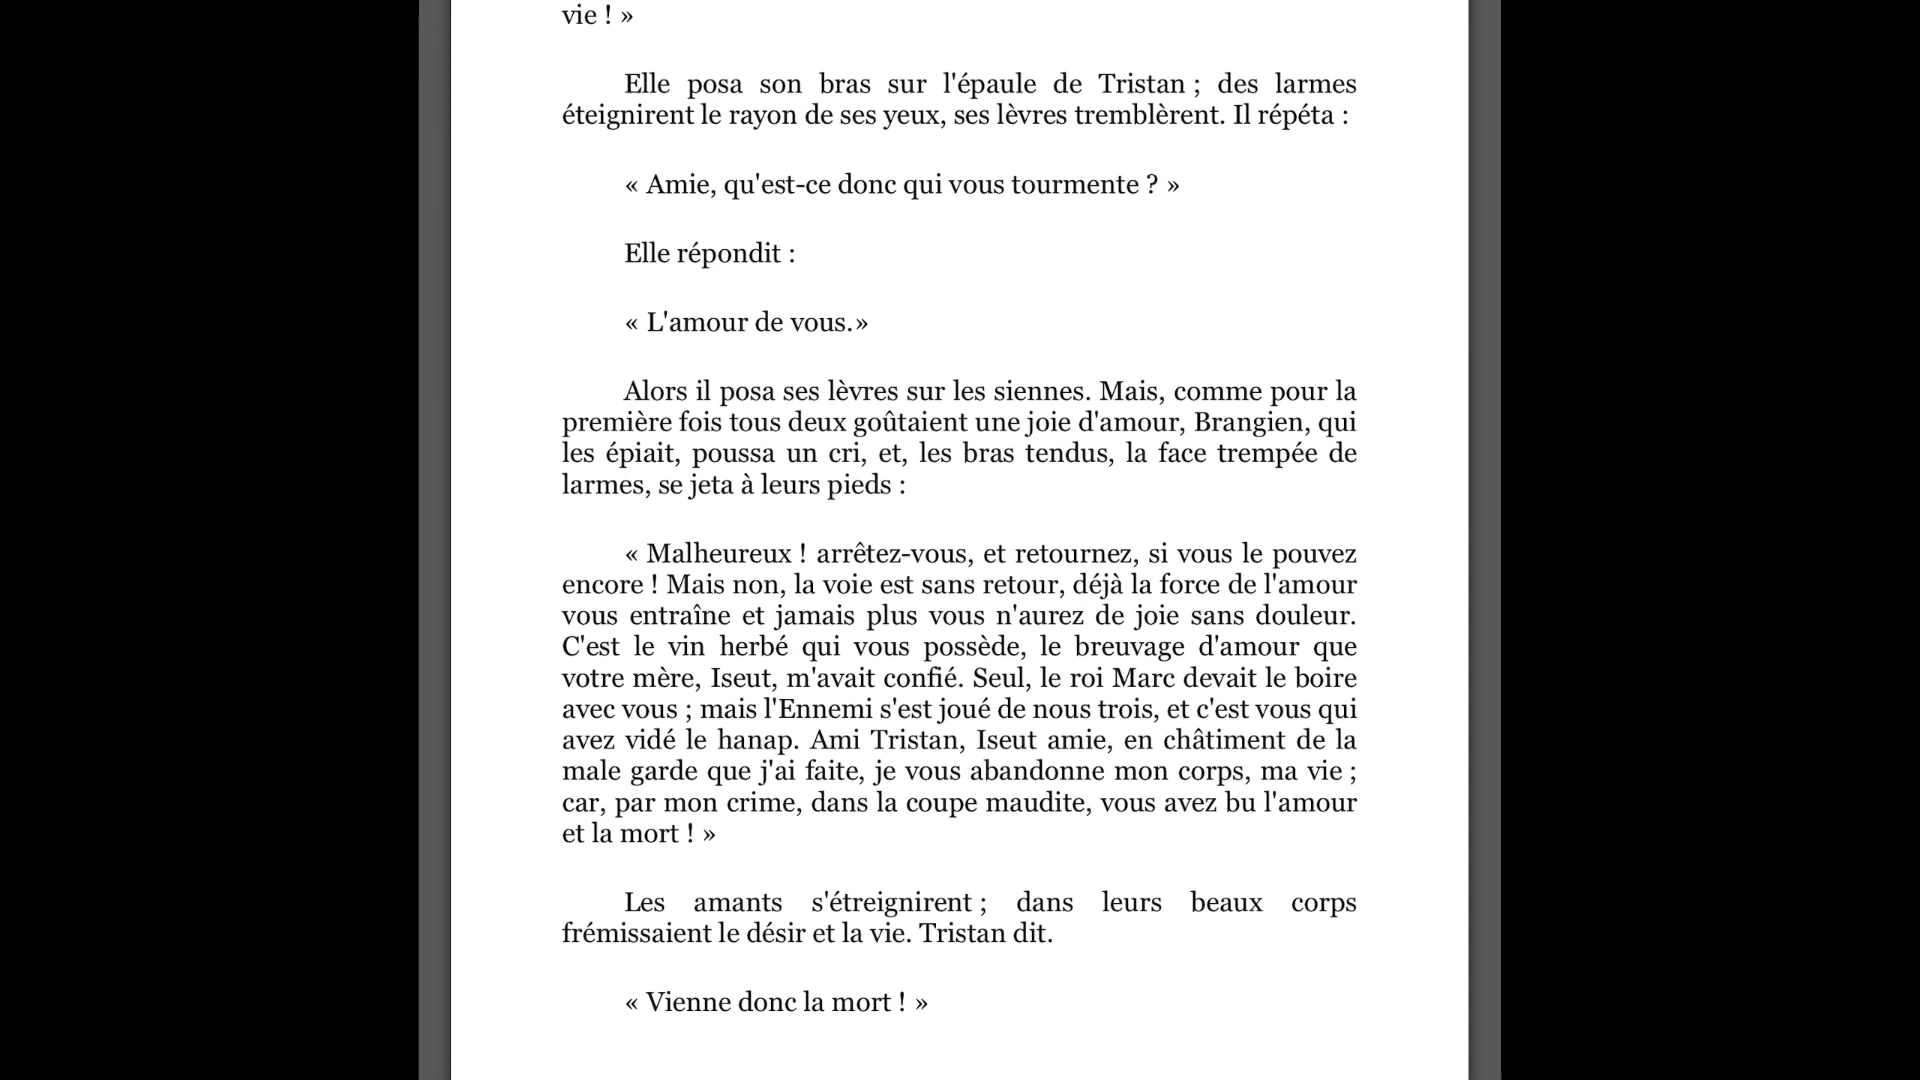 vie ! »
Elle posa son bras sur l'épaule de Tristan ; des larmes
éteignirent le rayon de ses yeux, ses lèvres tremblèrent. Il répéta :
« Amie, qu'est-ce donc qui vous tourmente ? »
Elle répondit :
« L'amour de vous.»
Alors il posa ses lèvres sur les siennes. Mais, comme pour la
première fois tous deux goûtaient une joie d'amour, Brangien, qui
les épiait, poussa un cri, et, les bras tendus, la face trempée de
larmes, se jeta à leurs pieds :
« Malheureux ! arrêtez-vous, et retournez, si vous le pouvez
encore ! Mais non, la voie est sans retour, déjà la force de l'amour
vous entraîne et jamais plus vous n'aurez de joie sans douleur.
C'est le vin herbé qui vous possède, le breuvage d'amour que
votre mère, Iseut, m'avait confié. Seul, le roi Marc devait le boire
avec vous ; mais l'Ennemi s'est joué de nous trois, et c'est vous qui
avez vidé le hanap. Ami Tristan, Iseut amie, en châtiment de la
male garde que j'ai faite, je vous abandonne mon corps, ma vie ;
car, par mon crime, dans la coupe maudite, vous avez bu l'amour
et la mort ! »
Les amants s'étreignirent ; dans leurs beaux corps
frémissaient le désir et la vie. Tristan dit.
« Vienne donc la mort ! »